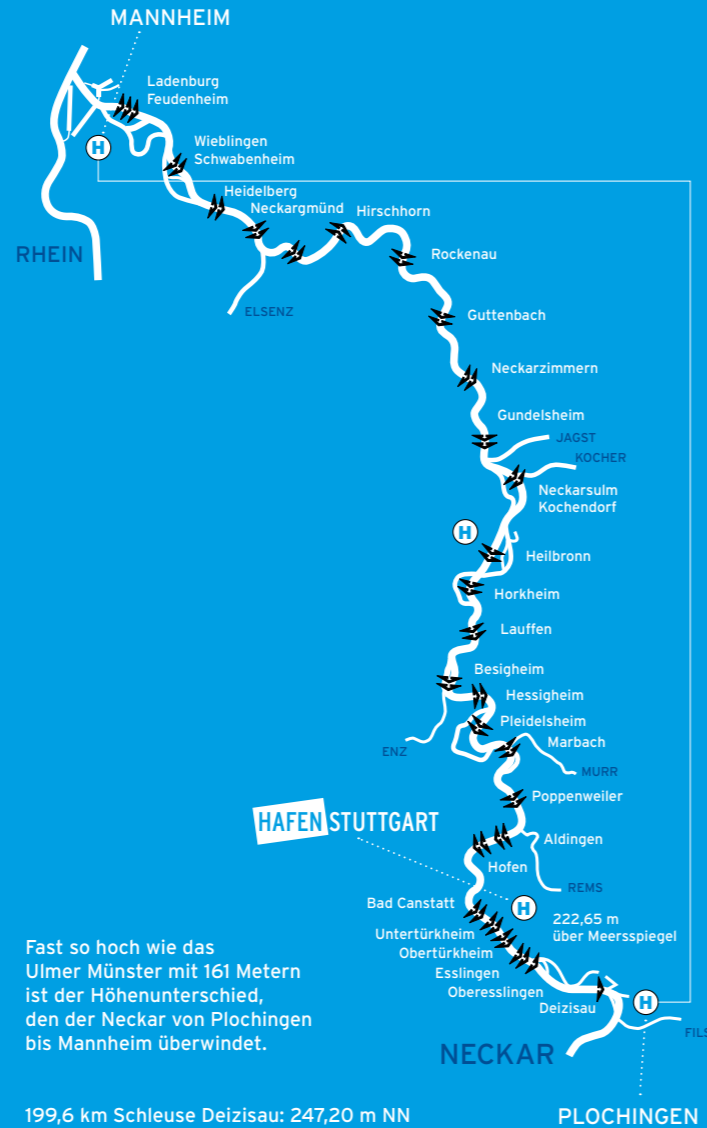 MANNHEIM
Ladenburg
Feudenheim
H
Wieblingen
Schwabenheim
Heidelberg
Neckargmünd
Hirschhorn
RHEIN
Rockenau
ELSENZ
Guttenbach
Neckarzimmern
Gundelsheim
JAGST
KOCHER
Neckarsulm
Kochendorf
H
Heilbronn
Horkheim
Lauffen
Besigheim
Hessigheim
Pleidelsheim
ENZ
Marbach
MURR
Poppenweiler
HAFEN STUTTGART
Aldingen
Hofen
REMS
Bad Canstatt
H
222,65 m
über Meersspiegel
Untertürkheim
Obertürkheim
Esslingen
Oberesslingen
Deizisau
H
FILS
NECKAR
PLOCHINGEN
Fast so hoch wie das
Ulmer Münster mit 161 Metern
ist der Höhenunterschied,
den der Neckar von Plochingen
bis Mannheim überwindet.
199,6 km Schleuse Deizisau: 247,20 m NN